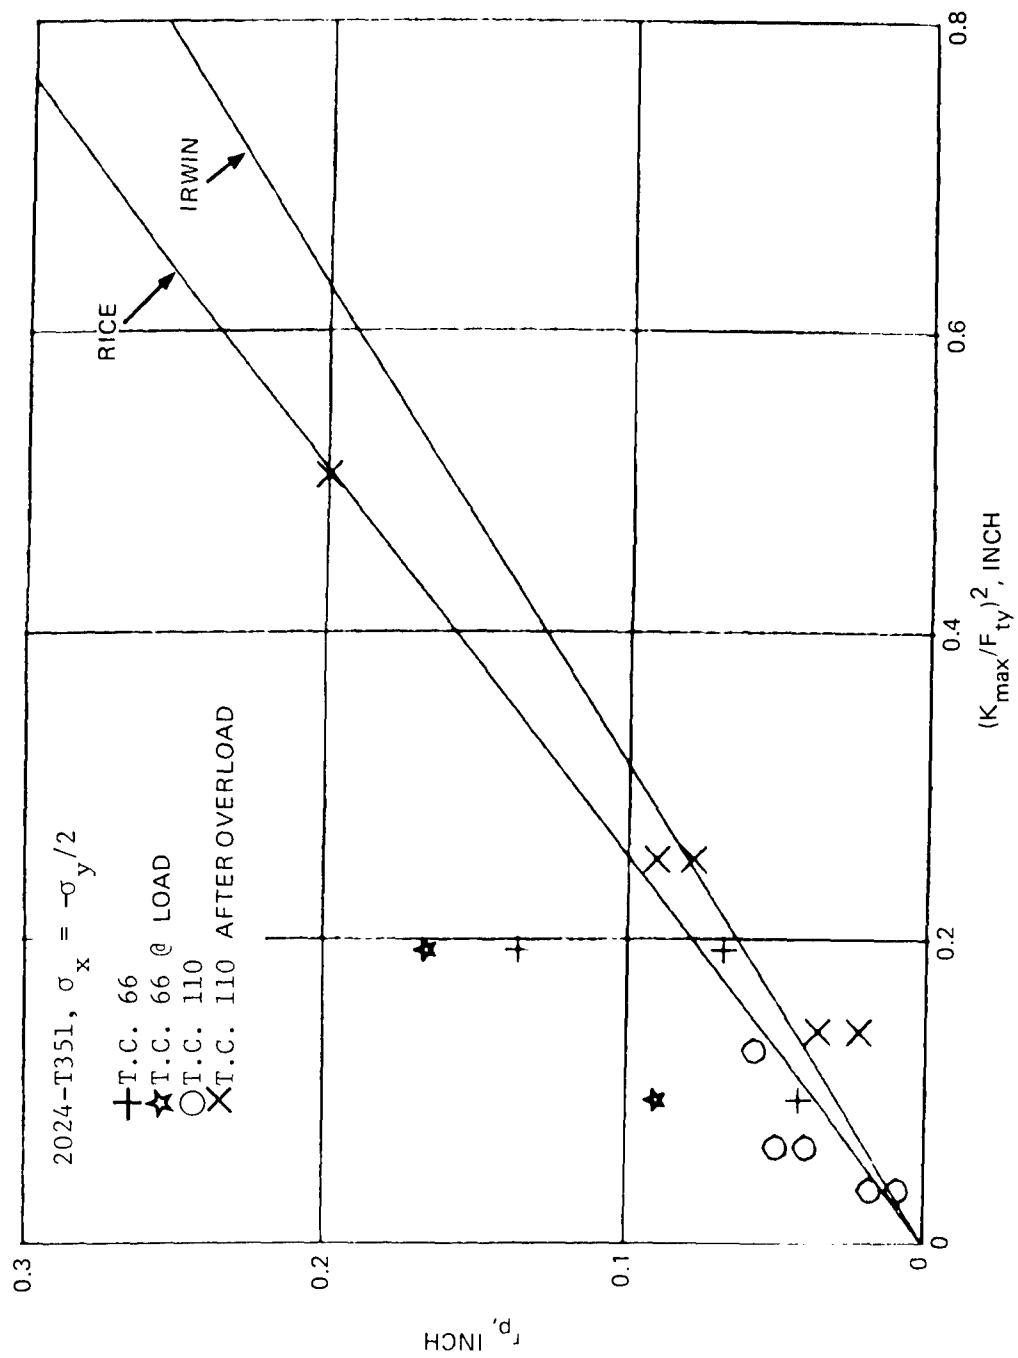 2024-T351, σx = -σy/2
+ T.C. 66
☆ T.C. 66 @ LOAD
○ T.C. 110
× T.C. 110 AFTER OVERLOAD
RICE
IRWIN
0.3
0.2
0.1
0
rp, INCH
0
0.2
0.4
0.6
0.8
(Kmax/Fty)², INCH